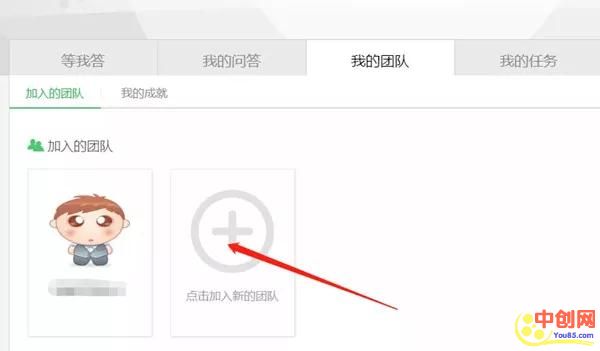 等我答 我的问答 我的团队 我的任务
加入的团队 我的成就
加入的团队
点击加入新的团队
中创网
You85.com